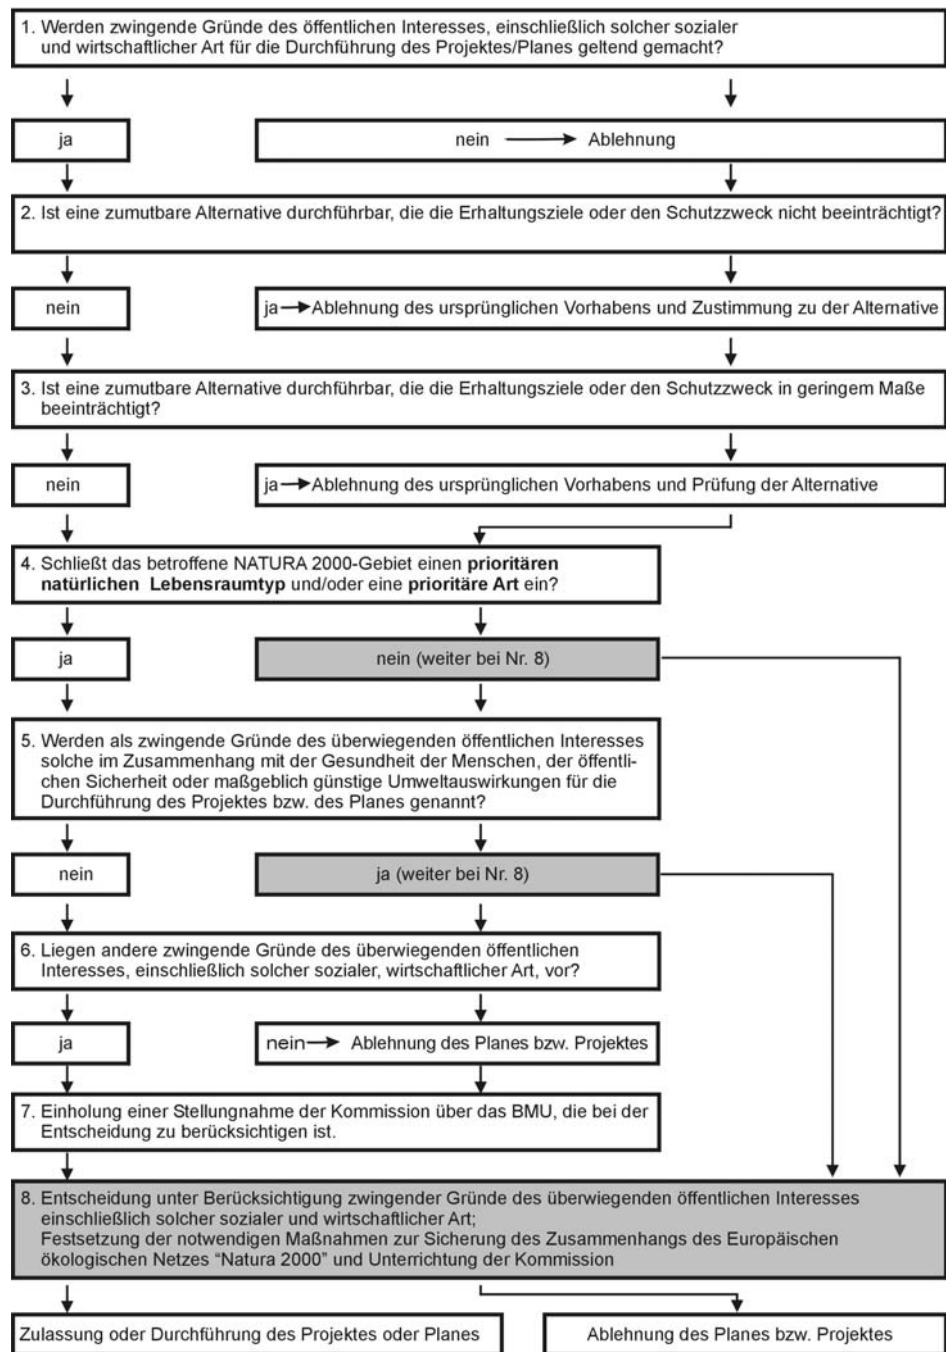 1. Werden zwingende Gründe des öffentlichen Interesses, einschließlich solcher sozialer
und wirtschaftlicher Art für die Durchführung des Projektes/Planes geltend gemacht?
ja
nein → Ablehnung
2. Ist eine zumutbare Alternative durchführbar, die die Erhaltungsziele oder den Schutzzweck nicht beeinträchtigt?
nein
ja → Ablehnung des ursprünglichen Vorhabens und Zustimmung zu der Alternative
3. Ist eine zumutbare Alternative durchführbar, die die Erhaltungsziele oder den Schutzzweck in geringem Maße
beeinträchtigt?
nein
ja → Ablehnung des ursprünglichen Vorhabens und Prüfung der Alternative
4. Schließt das betroffene NATURA 2000-Gebiet einen prioritären
natürlichen Lebensraumtyp und/oder eine prioritäre Art ein?
ja
nein (weiter bei Nr. 8)
5. Werden als zwingende Gründe des überwiegenden öffentlichen Interesses
solche im Zusammenhang mit der Gesundheit der Menschen, der öffentli-
chen Sicherheit oder maßgeblich günstige Umweltauswirkungen für die
Durchführung des Projektes bzw. des Planes genannt?
nein
ja (weiter bei Nr. 8)
6. Liegen andere zwingende Gründe des überwiegenden öffentlichen
Interesses, einschließlich solcher sozialer, wirtschaftlicher Art, vor?
ja
nein → Ablehnung des Planes bzw. Projektes
7. Einholung einer Stellungnahme der Kommission über das BMU, die bei der
Entscheidung zu berücksichtigen ist.
8. Entscheidung unter Berücksichtigung zwingender Gründe des überwiegenden öffentlichen Interesses
einschließlich solcher sozialer und wirtschaftlicher Art;
Festsetzung der notwendigen Maßnahmen zur Sicherung des Zusammenhangs des Europäischen
ökologischen Netzes “Natura 2000” und Unterrichtung der Kommission
Zulassung oder Durchführung des Projektes oder Planes
Ablehnung des Planes bzw. Projektes